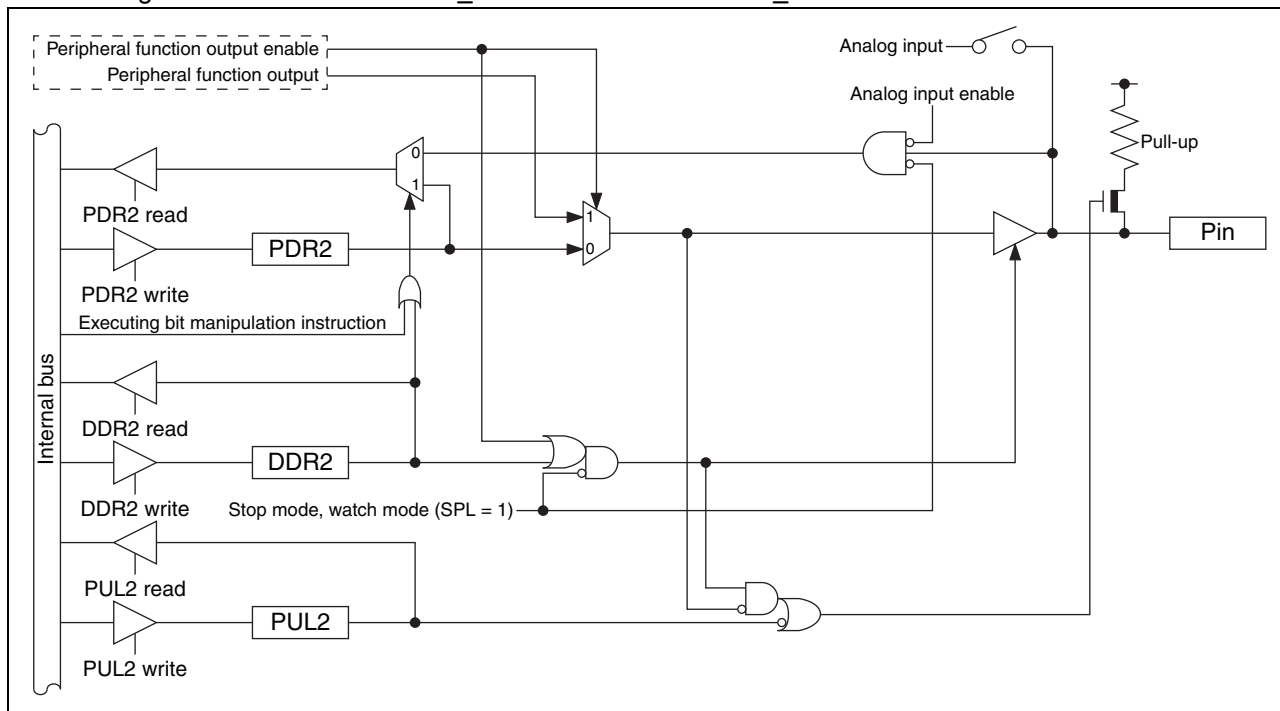 Peripheral function output enable
Peripheral function output
Analog input
Analog input enable
Pull-up
0
1
PDR2 read
1
0
PDR2
Pin
PDR2 write
Executing bit manipulation instruction
Internal bus
DDR2 read
DDR2
DDR2 write
Stop mode, watch mode (SPL = 1)
PUL2 read
PUL2
PUL2 write